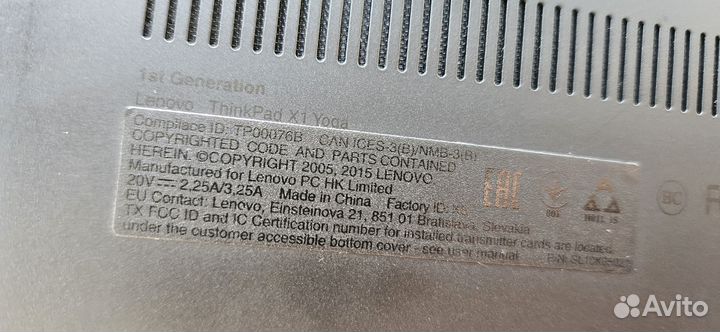 1st Generation
Lenovo ThinkPad X1 Yoga
Compliace ID: TP00076B CAN ICES-3(B)/NMB-3(B)
COPYRIGHTED CODE AND PARTS CONTAINED
HEREIN. ©COPYRIGHT 2005, 2015 LENOVO
Manufactured for Lenovo PC HK Limited
20V⎓2.25A/3.25A Made in China Factory ID:
EU Contact: Lenovo, Einsteinova 21, 851 01 Bratislava, Slovakia
TX FCC ID and IC Certification number for installed transmitter cards are located
under the customer accessible bottom cover - see user manual P/N:
EAC
BC
Avito